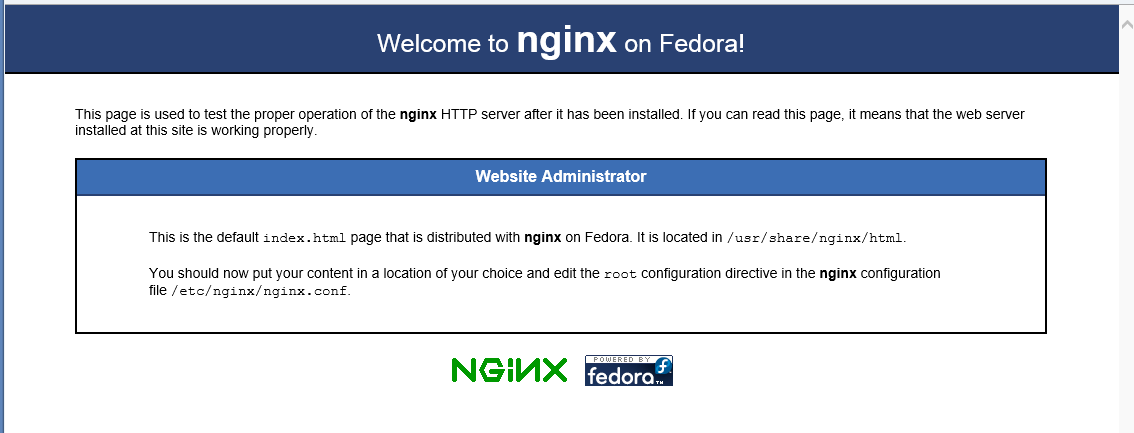 Welcome to nginx on Fedora!
This page is used to test the proper operation of the nginx HTTP server after it has been installed. If you can read this page, it means that the web server
installed at this site is working properly.
Website Administrator
This is the default index.html page that is distributed with nginx on Fedora. It is located in /usr/share/nginx/html.
You should now put your content in a location of your choice and edit the root configuration directive in the nginx configuration
file /etc/nginx/nginx.conf.
NGiNX
POWERED BY
fedora™